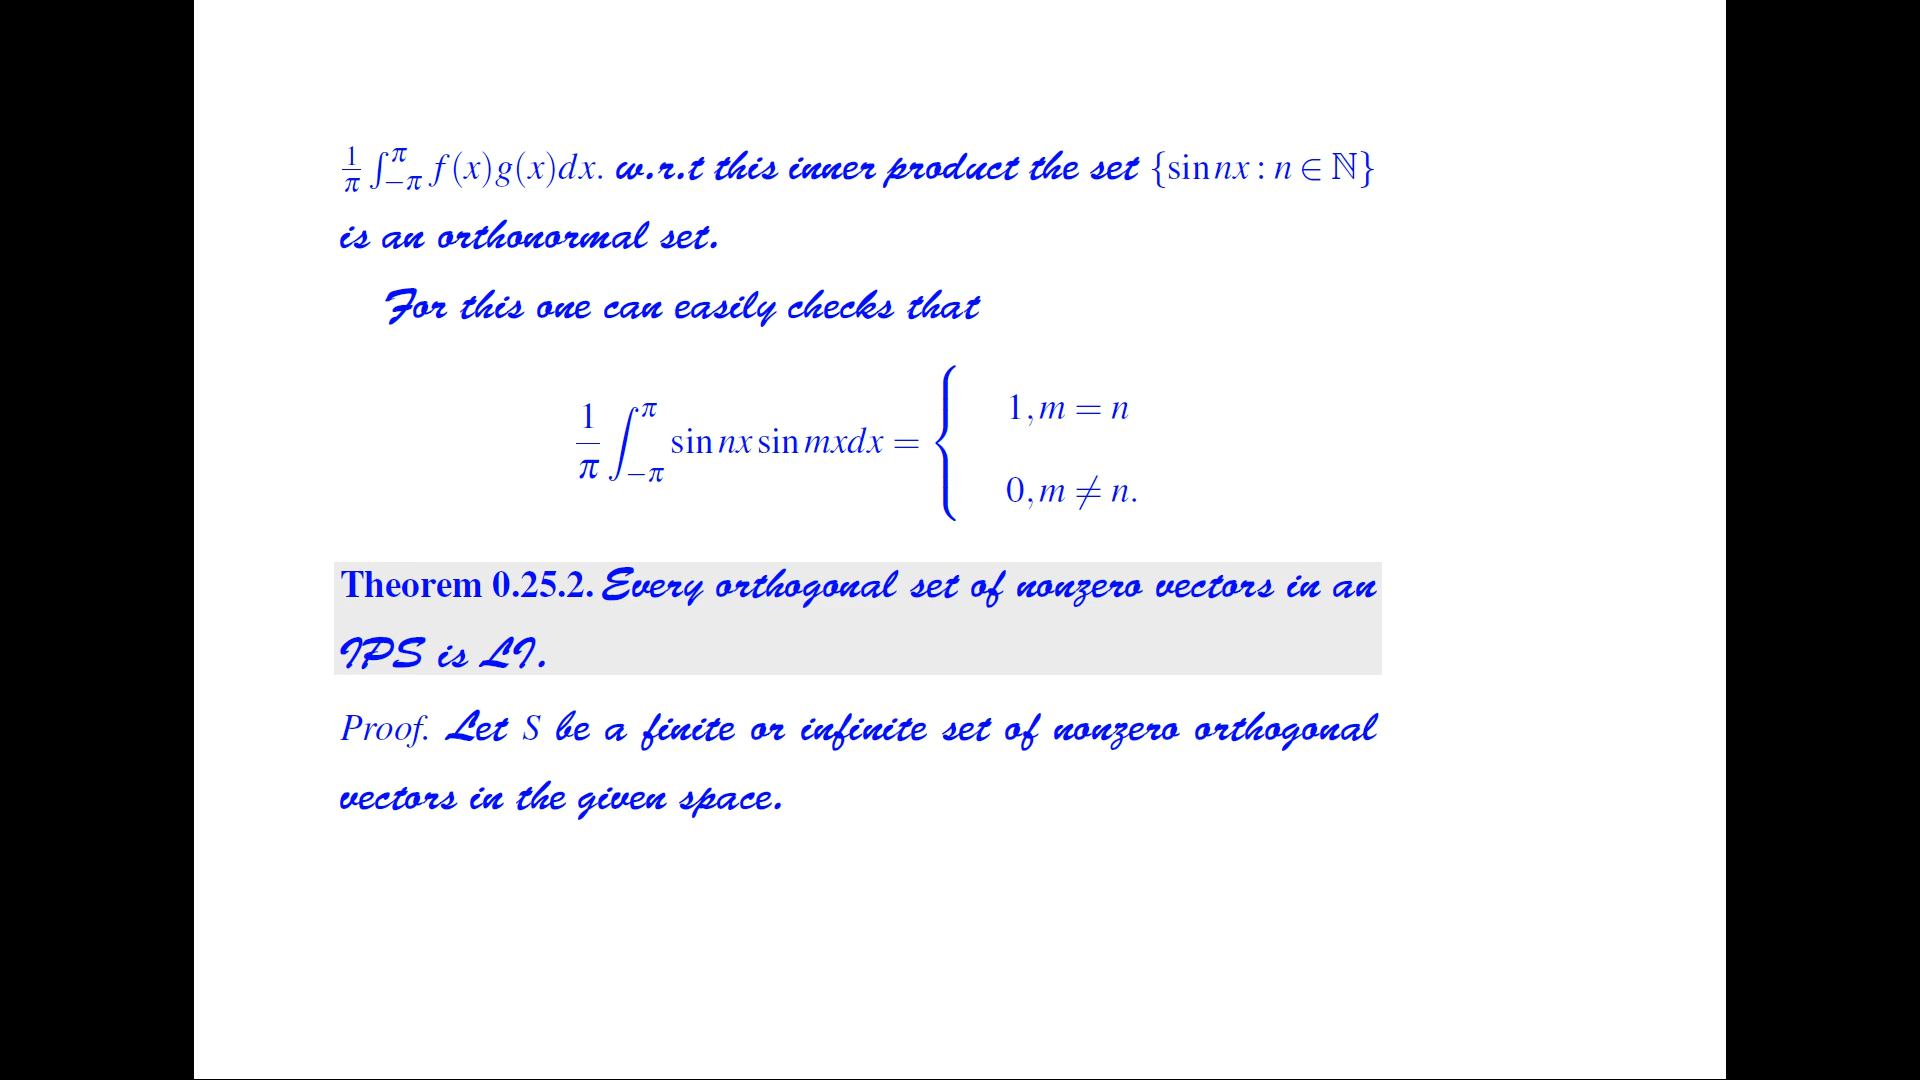 $\frac{1}{\pi}\int_{-\pi}^{\pi} f(x)g(x)dx$. w.r.t this inner product the set $\{\sin nx : n \in \mathbb{N}\}$
is an orthonormal set.
For this one can easily checks that
$\frac{1}{\pi}\int_{-\pi}^{\pi} \sin nx \sin mx dx = \begin{cases} 1, m = n \\ 0, m \neq n. \end{cases}$
Theorem 0.25.2. Every orthogonal set of nonzero vectors in an
IPS is LI.
Proof. Let S be a finite or infinite set of nonzero orthogonal
vectors in the given space.